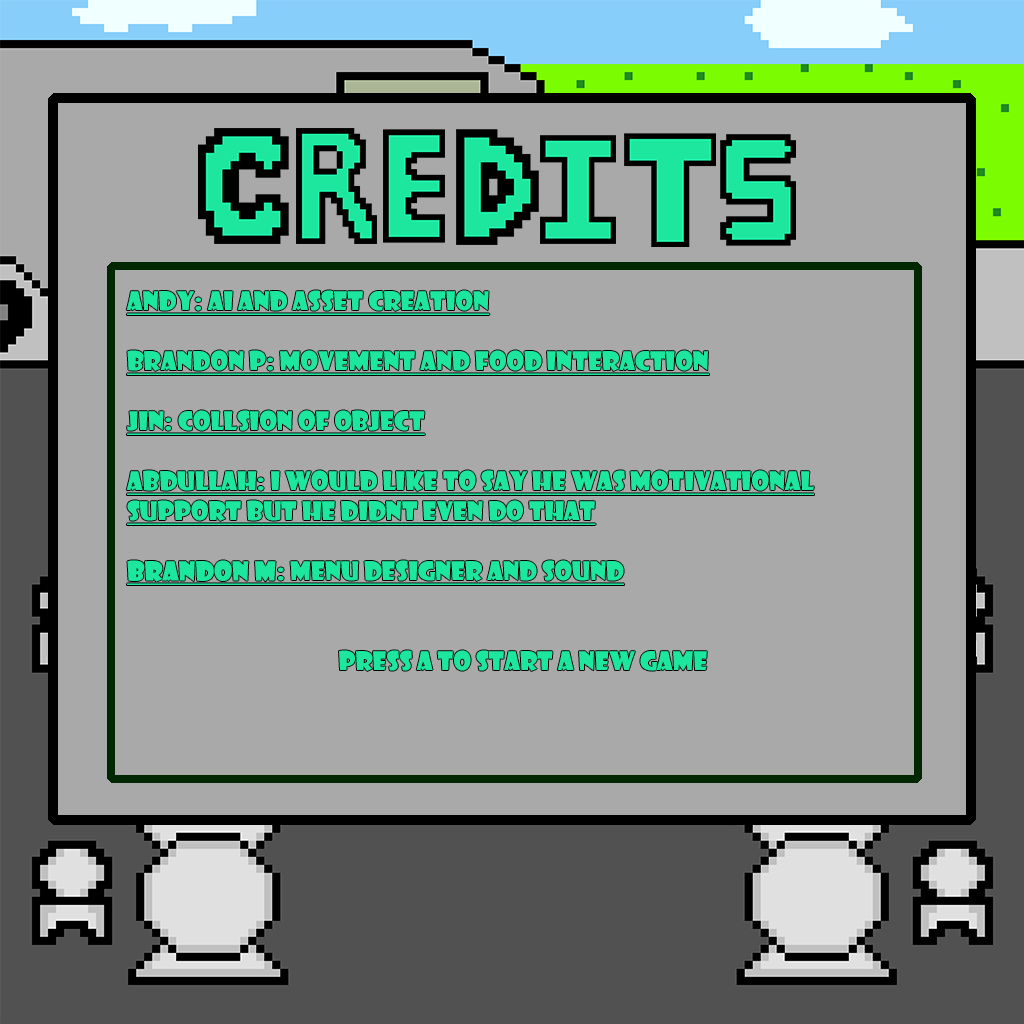 CREDITS
ANDY: AI AND ASSET CREATION
BRANDON P: MOVEMENT AND FOOD INTERACTION
JIN: COLLSION OF OBJECT
ABDULLAH: I WOULD LIKE TO SAY HE WAS MOTIVATIONAL
SUPPORT BUT HE DIDNT EVEN DO THAT
BRANDON M: MENU DESIGNER AND SOUND
PRESS A TO START A NEW GAME